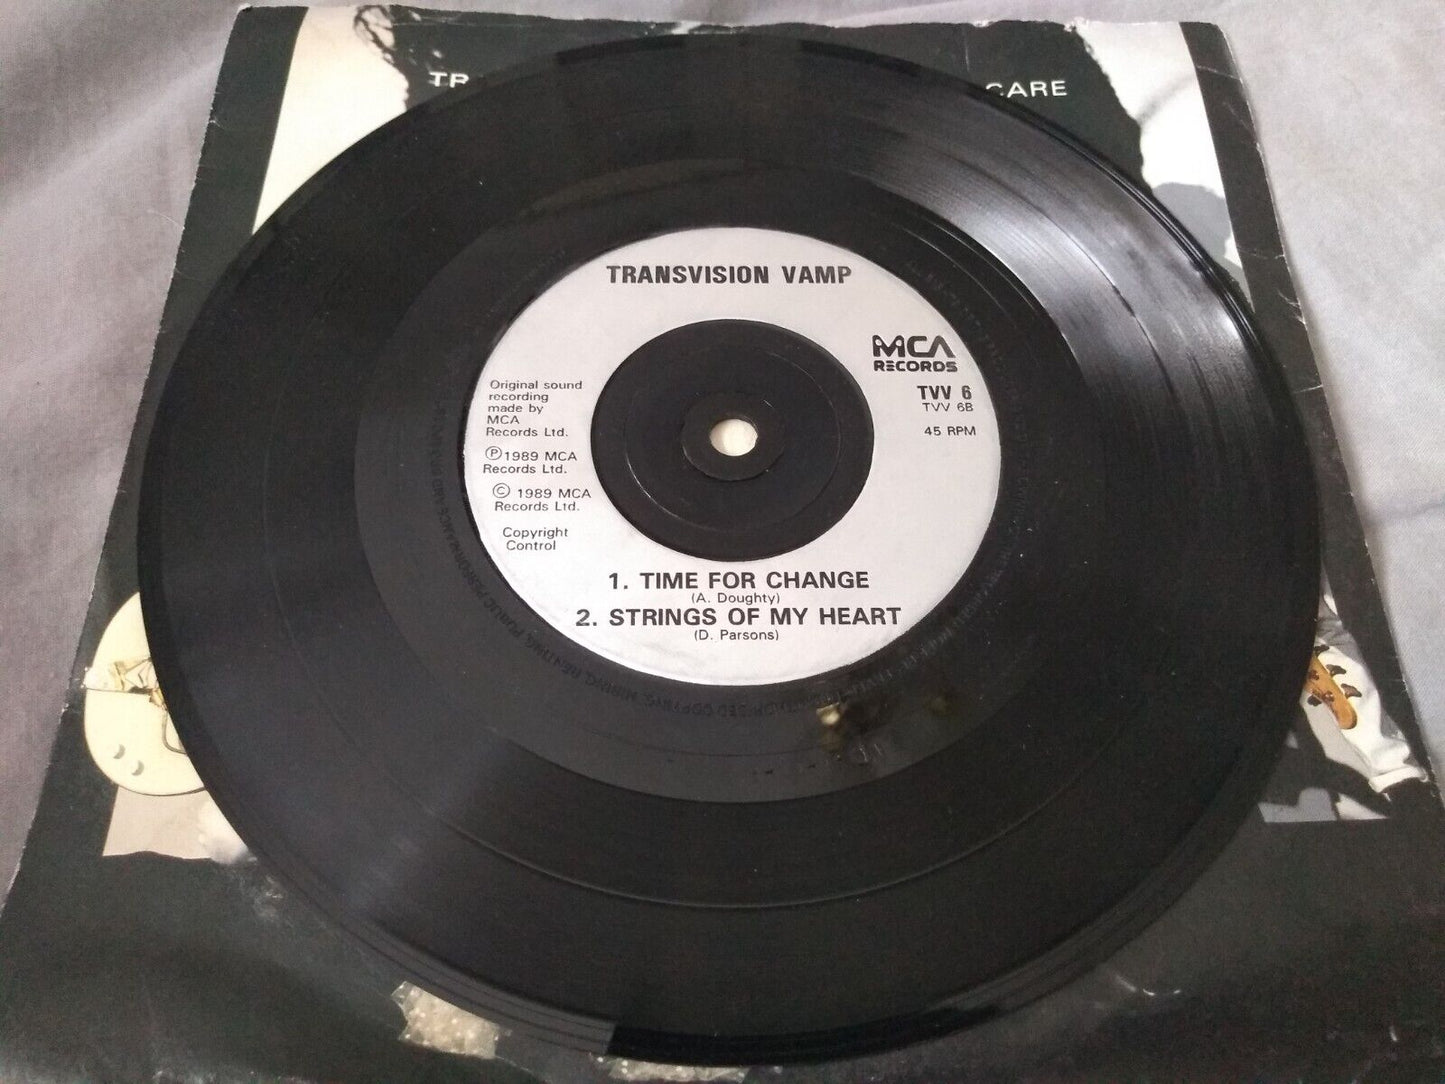 CARE
TRANSVISION VAMP
MCA
RECORDS
TVV 6
TVV 6B
45 RPM
Original sound
recording
made by
MCA
Records Ltd.
Ⓟ1989 MCA
Records Ltd.
© 1989 MCA
Records Ltd.
Copyright
Control
1. TIME FOR CHANGE
(A. Doughty)
2. STRINGS OF MY HEART
(D. Parsons)